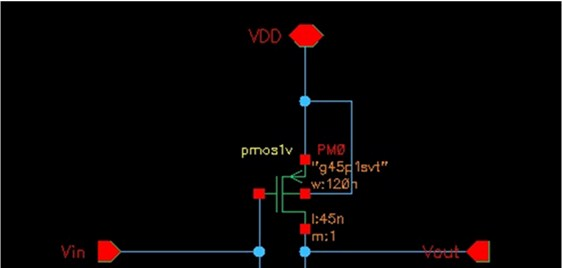 VDD
pmos1v PM0
"g45p1svt"
w:120n
l:45n
m:1
Vin Vout